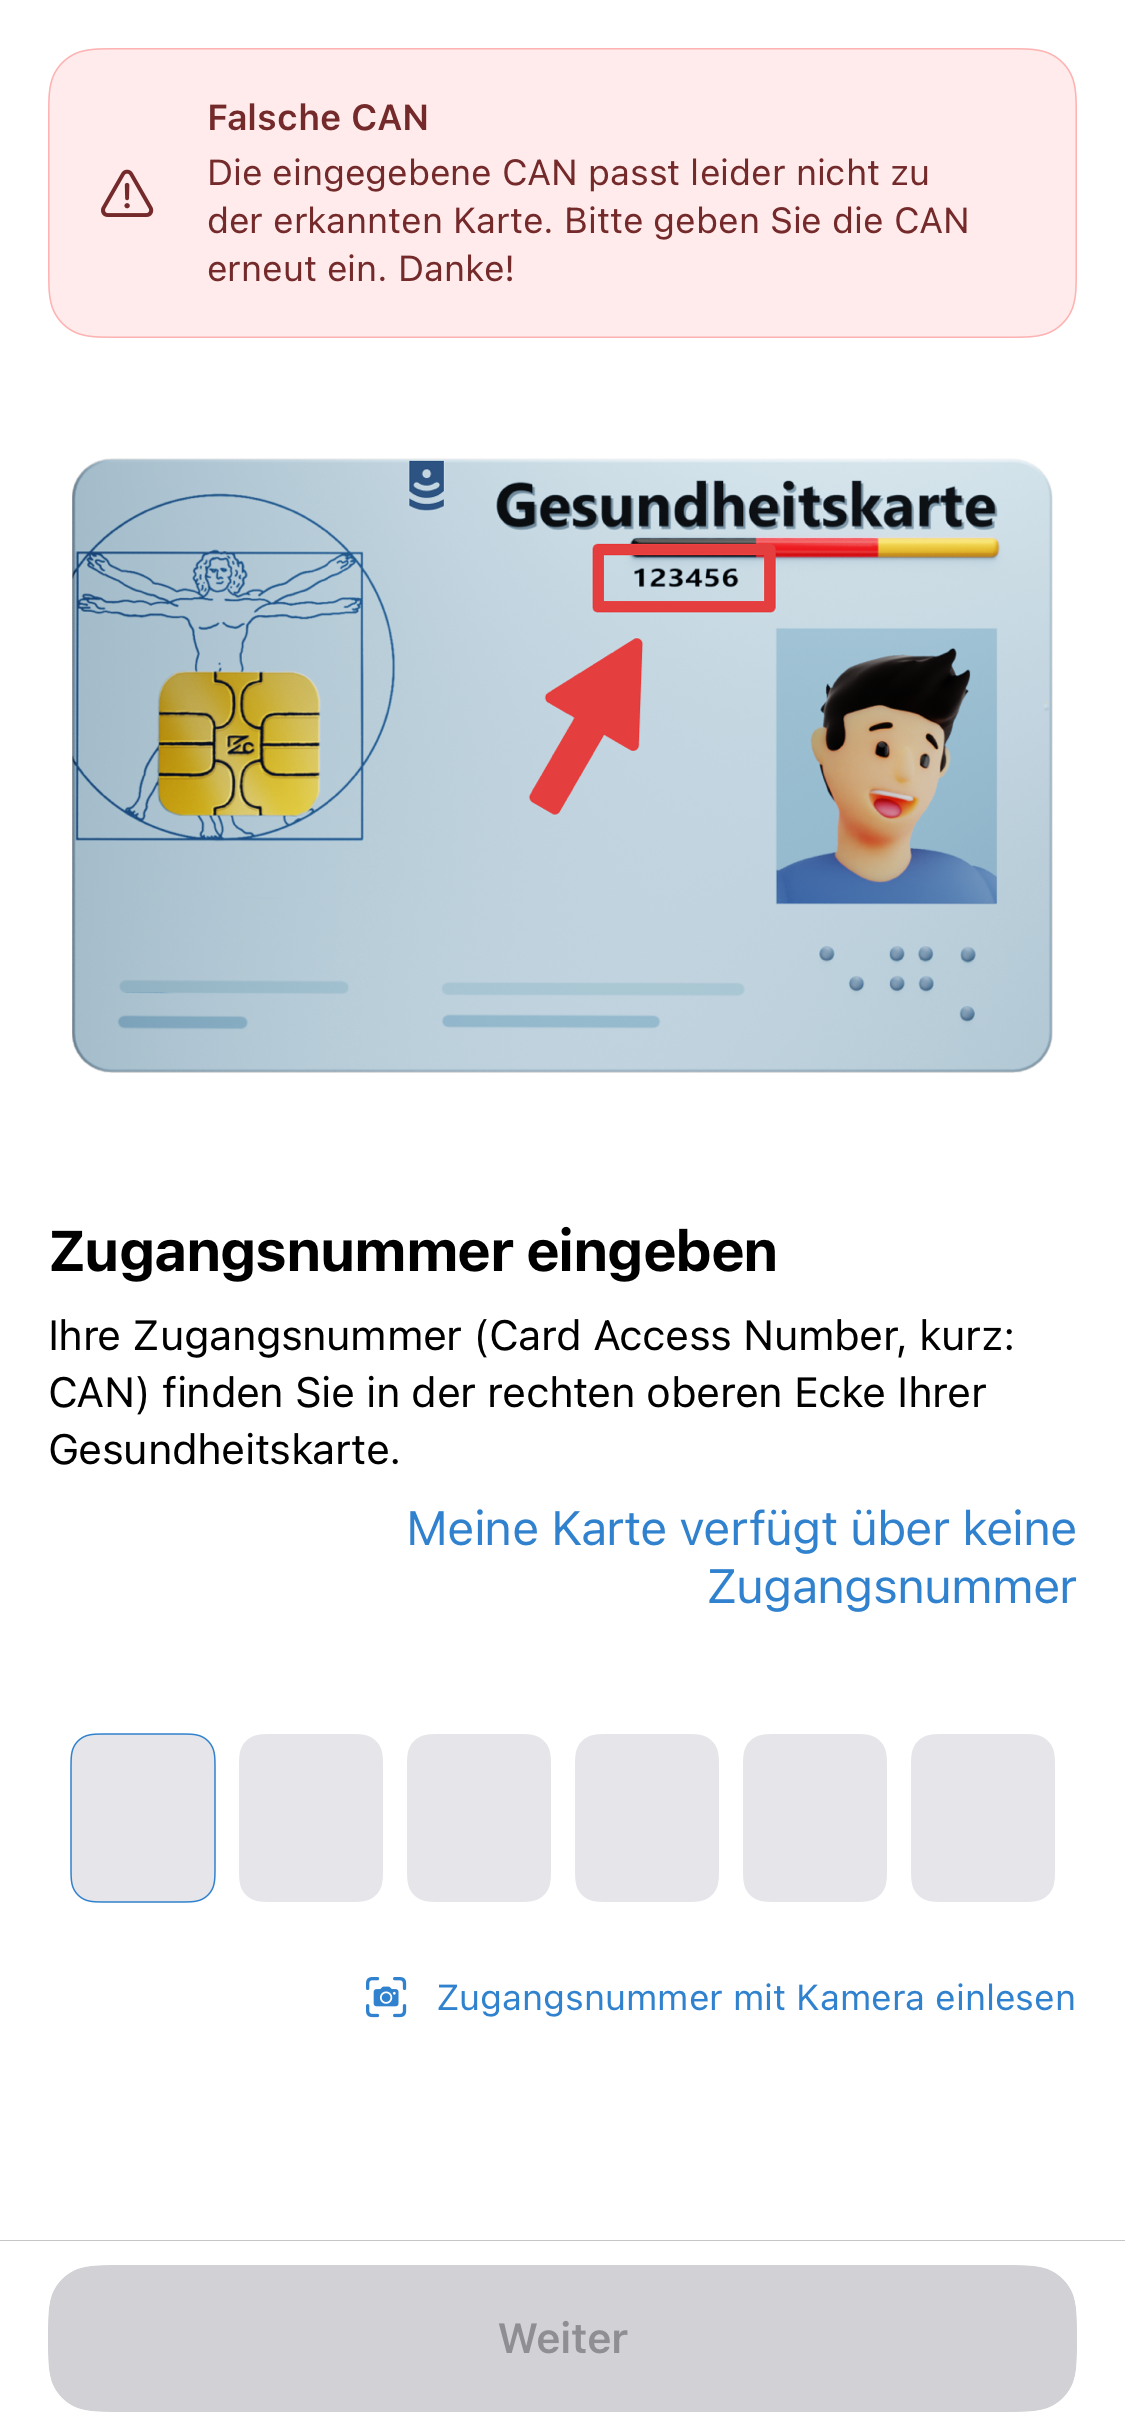 Falsche CAN
Die eingegebene CAN passt leider nicht zu
der erkannten Karte. Bitte geben Sie die CAN
erneut ein. Danke!
Gesundheitskarte
123456
Zugangsnummer eingeben
Ihre Zugangsnummer (Card Access Number, kurz:
CAN) finden Sie in der rechten oberen Ecke Ihrer
Gesundheitskarte.
Meine Karte verfügt über keine
Zugangsnummer
Zugangsnummer mit Kamera einlesen
Weiter